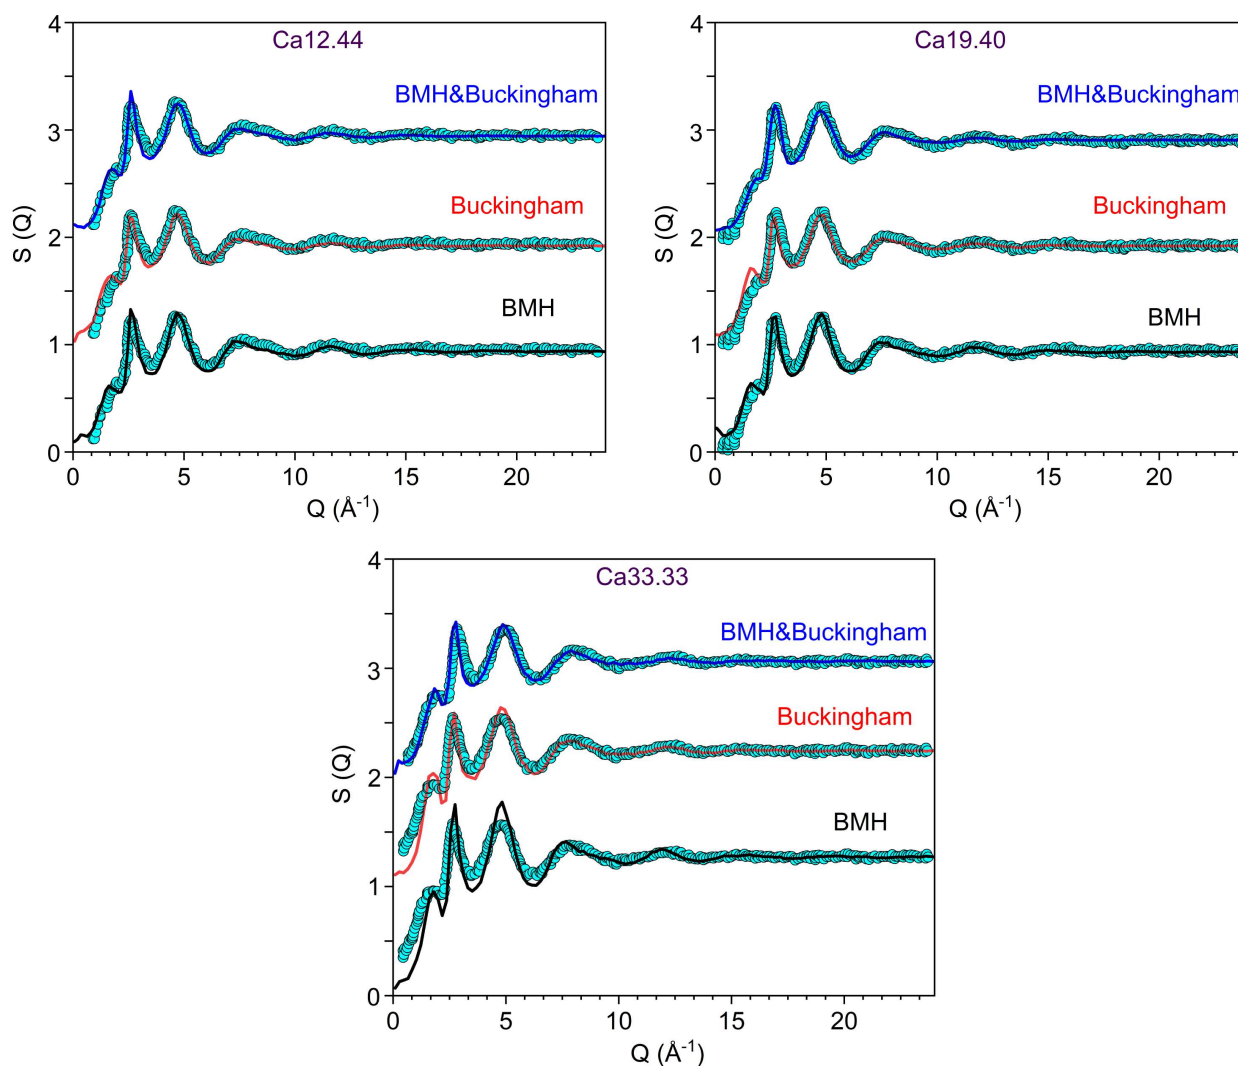 Ca12.44
BMH&Buckingham
Buckingham
BMH
S (Q)
4
3
2
1
0
0 5 10 15 20
Q (Å⁻¹)
Ca19.40
BMH&Buckingham
Buckingham
BMH
S (Q)
4
3
2
1
0
0 5 10 15 20
Q (Å⁻¹)
Ca33.33
BMH&Buckingham
Buckingham
BMH
S (Q)
4
3
2
1
0
0 5 10 15 20
Q (Å⁻¹)